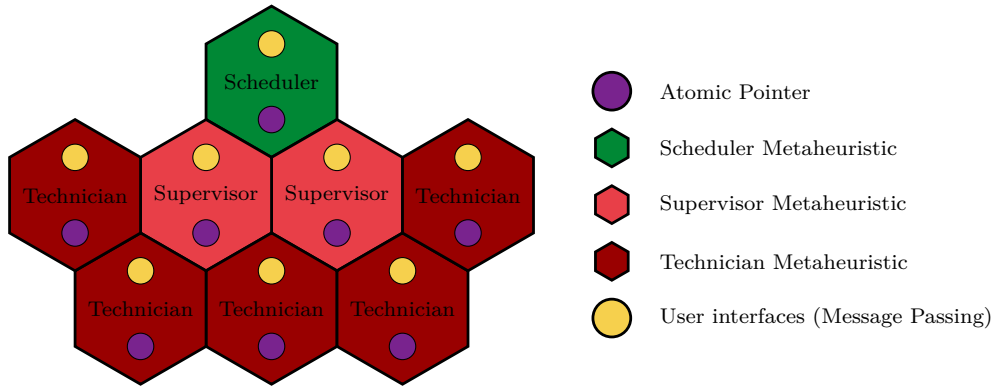 Scheduler
Technician
Supervisor
Supervisor
Technician
Technician
Technician
Technician
Atomic Pointer
Scheduler Metaheuristic
Supervisor Metaheuristic
Technician Metaheuristic
User interfaces (Message Passing)